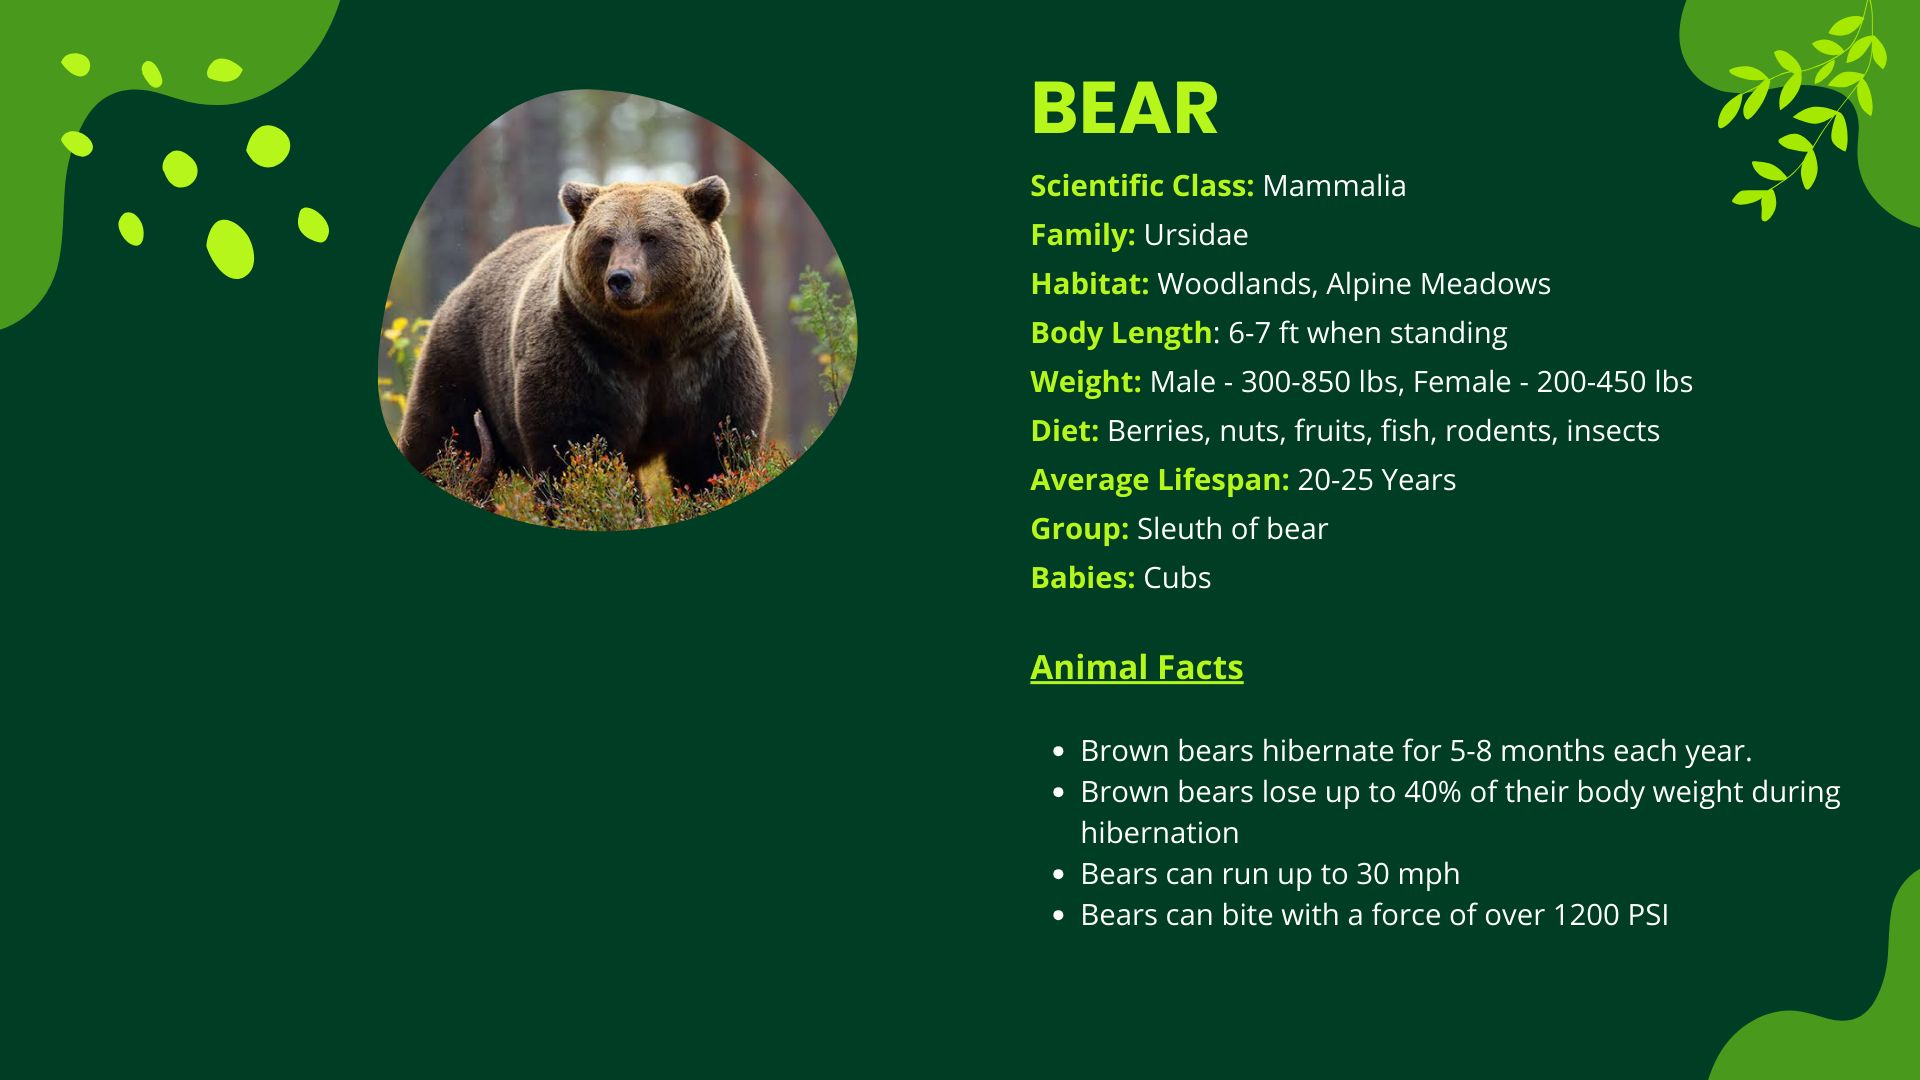 BEAR
Scientific Class: Mammalia
Family: Ursidae
Habitat: Woodlands, Alpine Meadows
Body Length: 6-7 ft when standing
Weight: Male - 300-850 lbs, Female - 200-450 lbs
Diet: Berries, nuts, fruits, fish, rodents, insects
Average Lifespan: 20-25 Years
Group: Sleuth of bear
Babies: Cubs
Animal Facts
• Brown bears hibernate for 5-8 months each year.
• Brown bears lose up to 40% of their body weight during
hibernation
• Bears can run up to 30 mph
• Bears can bite with a force of over 1200 PSI